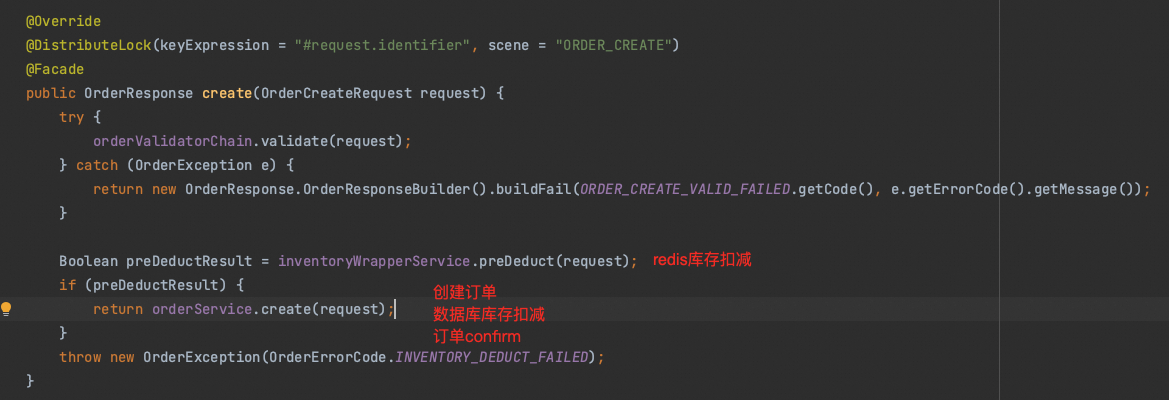 @Override
@DistributeLock(keyExpression = "#request.identifier", scene = "ORDER_CREATE")
@Facade
public OrderResponse create(OrderCreateRequest request) {
    try {
        orderValidatorChain.validate(request);
    } catch (OrderException e) {
        return new OrderResponse.OrderResponseBuilder().buildFail(ORDER_CREATE_VALID_FAILED.getCode(), e.getErrorCode().getMessage());
    }

    Boolean preDeductResult = inventoryWrapperService.preDeduct(request); redis库存扣减
    if (preDeductResult) {
创建订单
        return orderService.create(request);
数据库库存扣减
    }
订单confirm
    throw new OrderException(OrderErrorCode.INVENTORY_DEDUCT_FAILED);
}